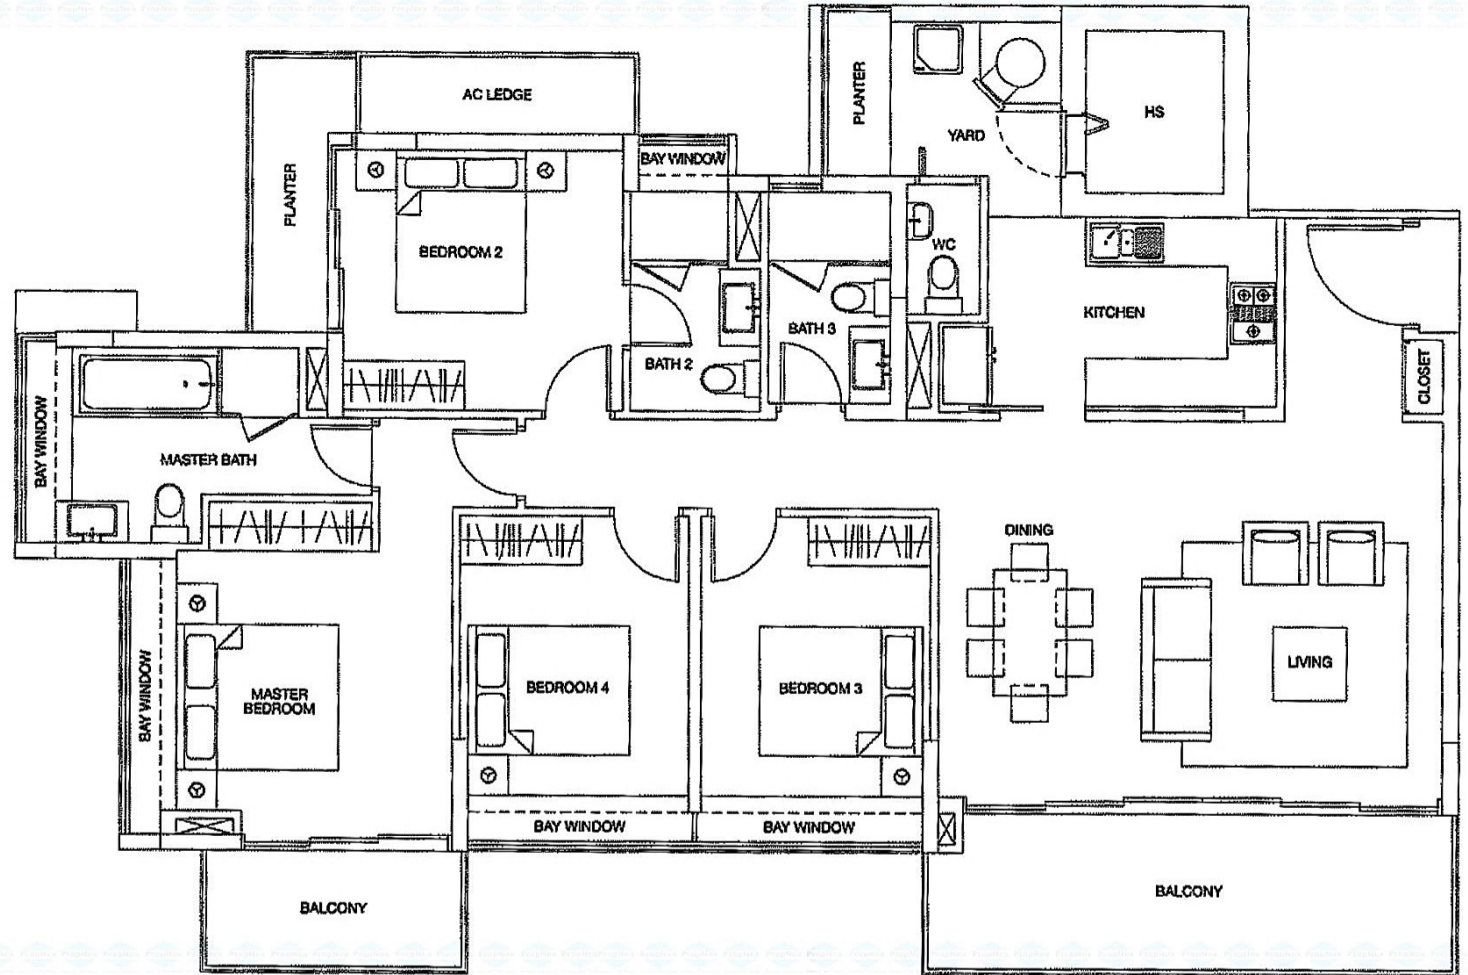 PLANTER
AC LEDGE
PLANTER
YARD
HS
BAY WINDOW
BEDROOM 2
WC
KITCHEN
BATH 2
BATH 3
CLOSET
BAY WINDOW
MASTER BATH
DINING
BAY WINDOW
MASTER
BEDROOM
BEDROOM 4
BEDROOM 3
LIVING
BAY WINDOW
BAY WINDOW
BALCONY
BALCONY